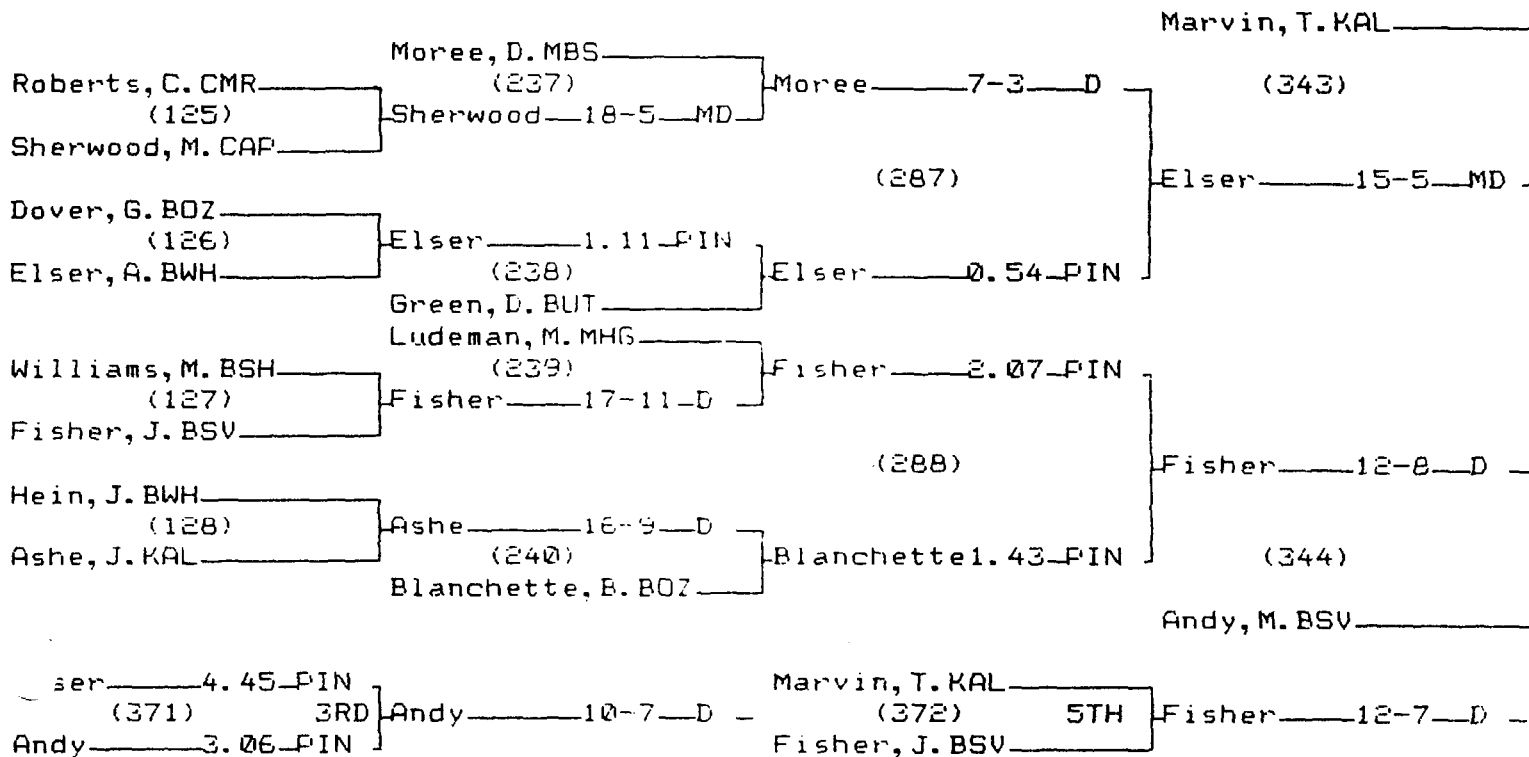 Marvin, T. KAL
Moree, D. MBS
Roberts, C. CMR (237) Moree 7-3 D (343)
(125) Sherwood 18-5 MD
Sherwood, M. CAP
(287) Elser 15-5 MD
Dover, G. BOZ
(126) Elser 1.11 PIN
Elser, A. BWH (238) Elser 0.54 PIN
Green, D. BUT
Ludeman, M. MHG
Williams, M. BSH (239) Fisher 2.07 PIN
(127) Fisher 17-11 D
Fisher, J. BSV
(288) Fisher 12-8 D
Hein, J. BWH
(128) Ashe 16-9 D
Ashe, J. KAL (240) Blanchette 1.43 PIN (344)
Blanchette, B. BOZ
Andy, M. BSV
ser 4.45 PIN Marvin, T. KAL
(371) 3RD Andy 10-7 D (372) 5TH Fisher 12-7 D
Andy 3.06 PIN Fisher, J. BSV